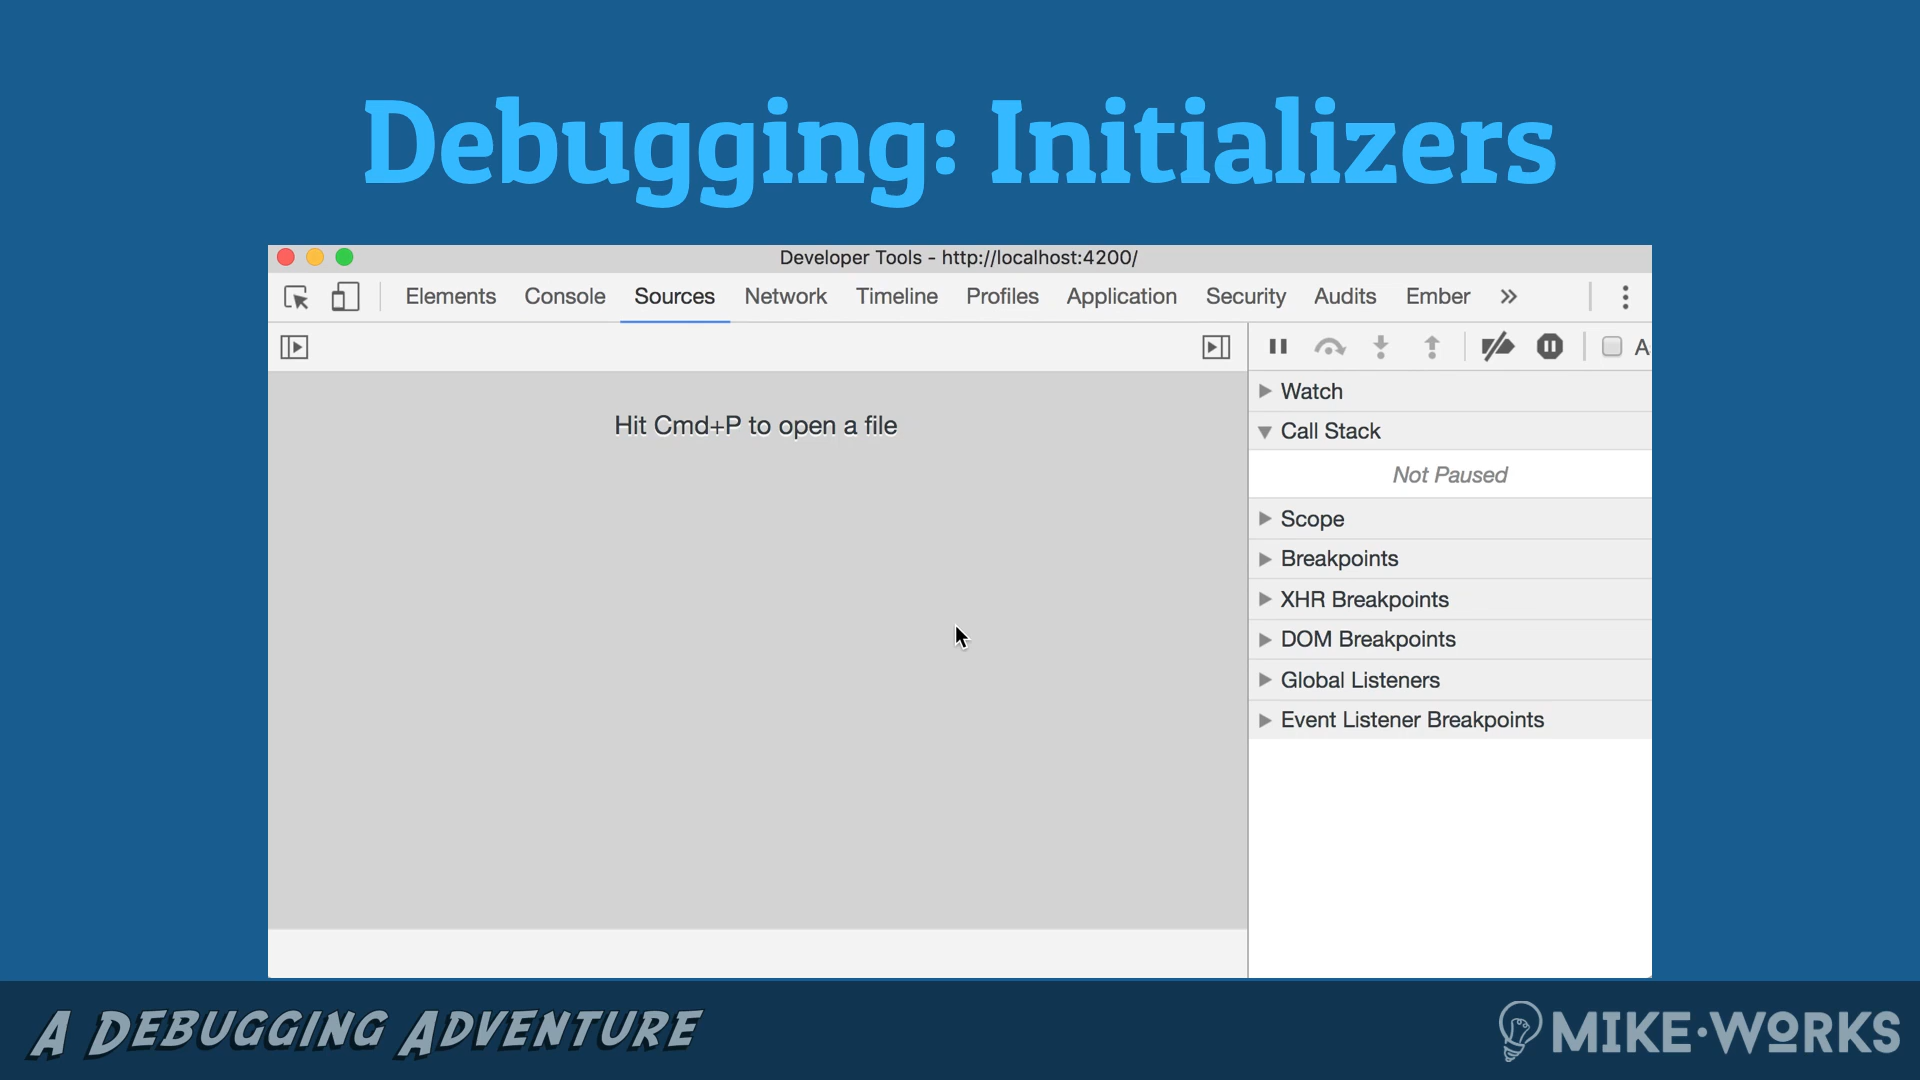 Debugging: Initializers
Developer Tools - http://localhost:4200/
Elements Console Sources Network Timeline Profiles Application Security Audits Ember »
A
Hit Cmd+P to open a file
Watch
Call Stack
Not Paused
Scope
Breakpoints
XHR Breakpoints
DOM Breakpoints
Global Listeners
Event Listener Breakpoints
A DEBUGGING ADVENTURE
MIKE·WORKS